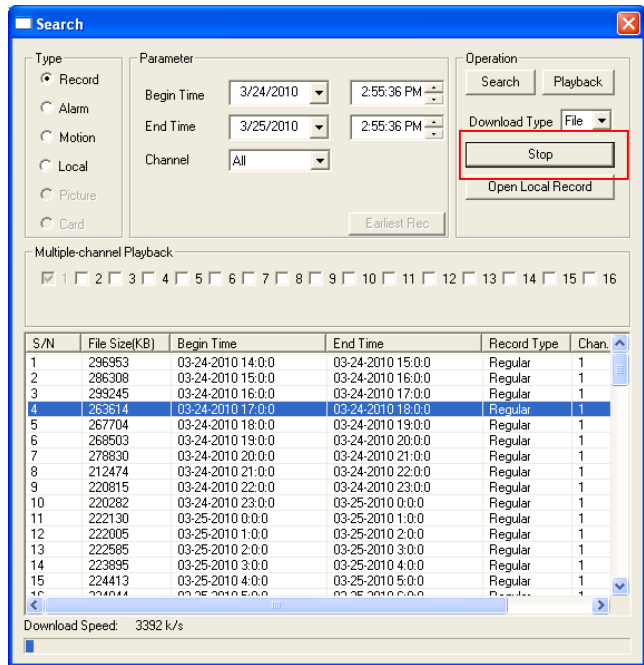 Search
Type
Record
Alarm
Motion
Local
Picture
Card
Parameter
Begin Time 3/24/2010 2:55:36 PM
End Time 3/25/2010 2:55:36 PM
Channel All
Earliest Rec
Operation
Search Playback
Download Type File
Stop
Open Local Record
Multiple-channel Playback
1 2 3 4 5 6 7 8 9 10 11 12 13 14 15 16
S/N File Size(KB) Begin Time End Time Record Type Chan.
1 296953 03-24-2010 14:0:0 03-24-2010 15:0:0 Regular 1
2 286308 03-24-2010 15:0:0 03-24-2010 16:0:0 Regular 1
3 299245 03-24-2010 16:0:0 03-24-2010 17:0:0 Regular 1
4 263614 03-24-2010 17:0:0 03-24-2010 18:0:0 Regular 1
5 267704 03-24-2010 18:0:0 03-24-2010 19:0:0 Regular 1
6 268503 03-24-2010 19:0:0 03-24-2010 20:0:0 Regular 1
7 278830 03-24-2010 20:0:0 03-24-2010 21:0:0 Regular 1
8 212474 03-24-2010 21:0:0 03-24-2010 22:0:0 Regular 1
9 220815 03-24-2010 22:0:0 03-24-2010 23:0:0 Regular 1
10 220282 03-24-2010 23:0:0 03-25-2010 0:0:0 Regular 1
11 222130 03-25-2010 0:0:0 03-25-2010 1:0:0 Regular 1
12 222005 03-25-2010 1:0:0 03-25-2010 2:0:0 Regular 1
13 222585 03-25-2010 2:0:0 03-25-2010 3:0:0 Regular 1
14 223895 03-25-2010 3:0:0 03-25-2010 4:0:0 Regular 1
15 224413 03-25-2010 4:0:0 03-25-2010 5:0:0 Regular 1
Download Speed: 3392 k/s